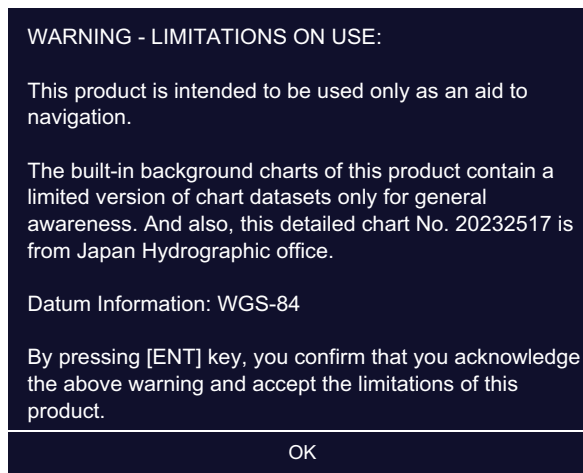 WARNING - LIMITATIONS ON USE:
This product is intended to be used only as an aid to
navigation.
The built-in background charts of this product contain a
limited version of chart datasets only for general
awareness. And also, this detailed chart No. 20232517 is
from Japan Hydrographic office.
Datum Information: WGS-84
By pressing [ENT] key, you confirm that you acknowledge
the above warning and accept the limitations of this
product.
OK